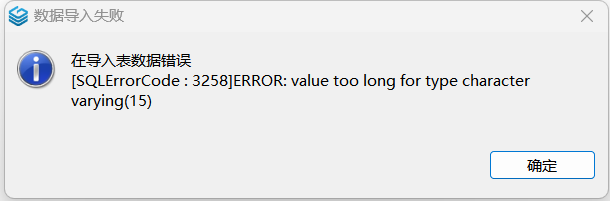 数据导入失败
在导入表数据错误
[SQLErrorCode : 3258]ERROR: value too long for type character
varying(15)
确定